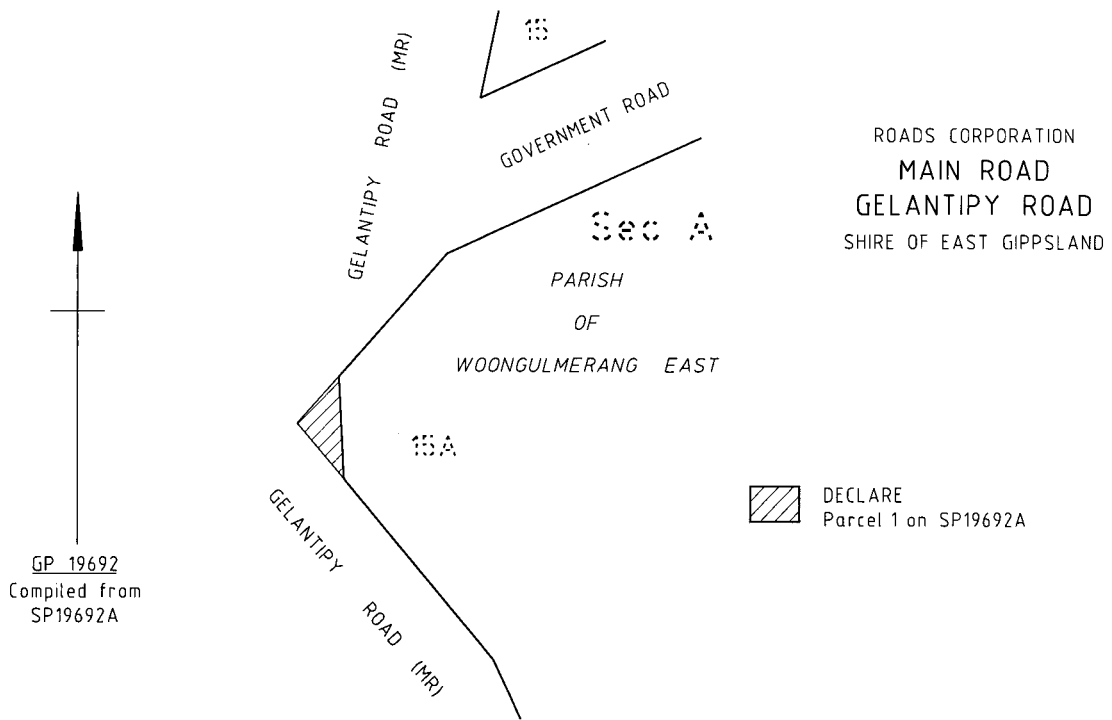 15
GELANTIPY ROAD (MR)
GOVERNMENT ROAD
ROADS CORPORATION
MAIN ROAD
GELANTIPY ROAD
SHIRE OF EAST GIPPSLAND
Sec A
PARISH
OF
WOONGULMERANG EAST
15A
DECLARE
Parcel 1 on SP19692A
GELANTIPY ROAD (MR)
GP 19692
Compiled from
SP19692A